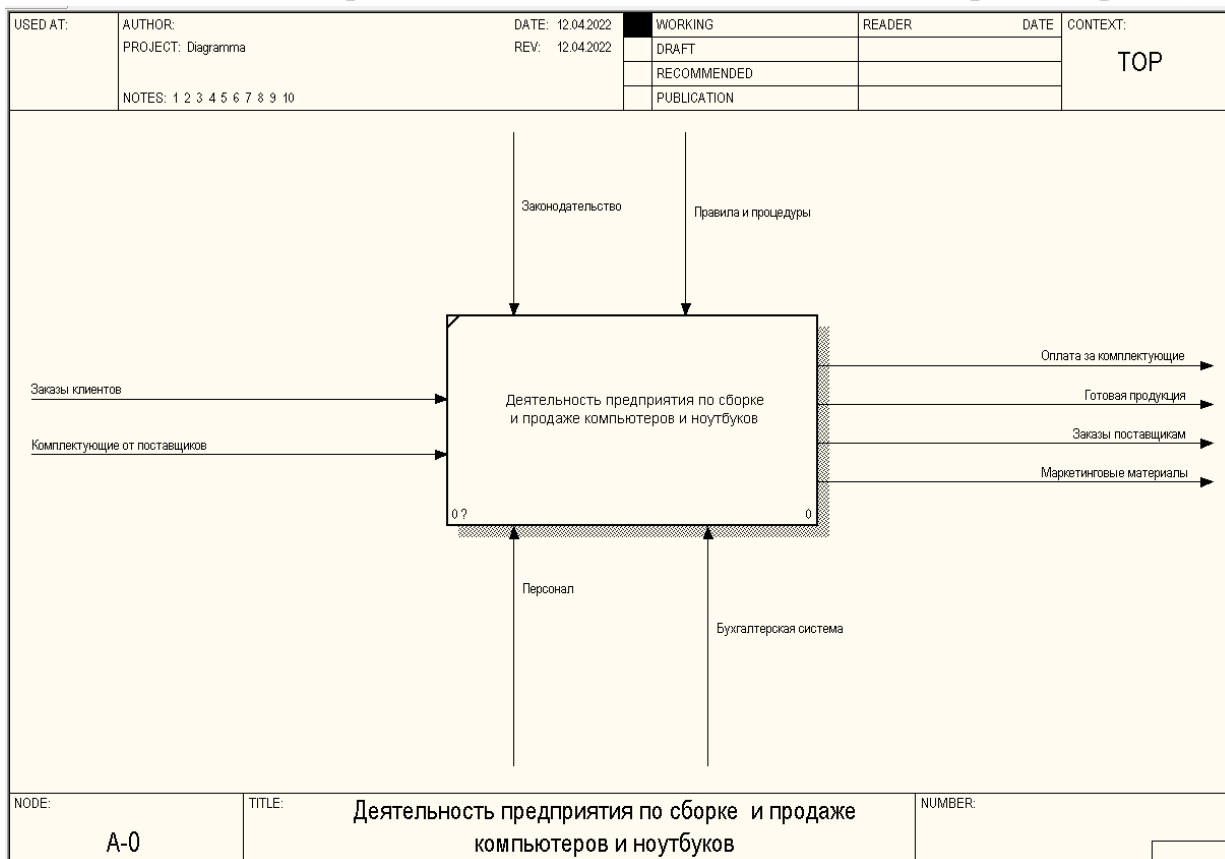 USED AT:
AUTHOR:
DATE: 12.04.2022
WORKING
READER
DATE
CONTEXT:
PROJECT: Diagramma
REV: 12.04.2022
DRAFT
TOP
RECOMMENDED
NOTES: 1 2 3 4 5 6 7 8 9 10
PUBLICATION
Законодательство
Правила и процедуры
Оплата за комплектующие
Заказы клиентов
Готовая продукция
Деятельность предприятия по сборке
и продаже компьютеров и ноутбуков
Заказы поставщикам
Комплектующие от поставщиков
Маркетинговые материалы
0 ?
0
Персонал
Бухгалтерская система
NODE:
A-0
TITLE:
Деятельность предприятия по сборке и продаже
компьютеров и ноутбуков
NUMBER: